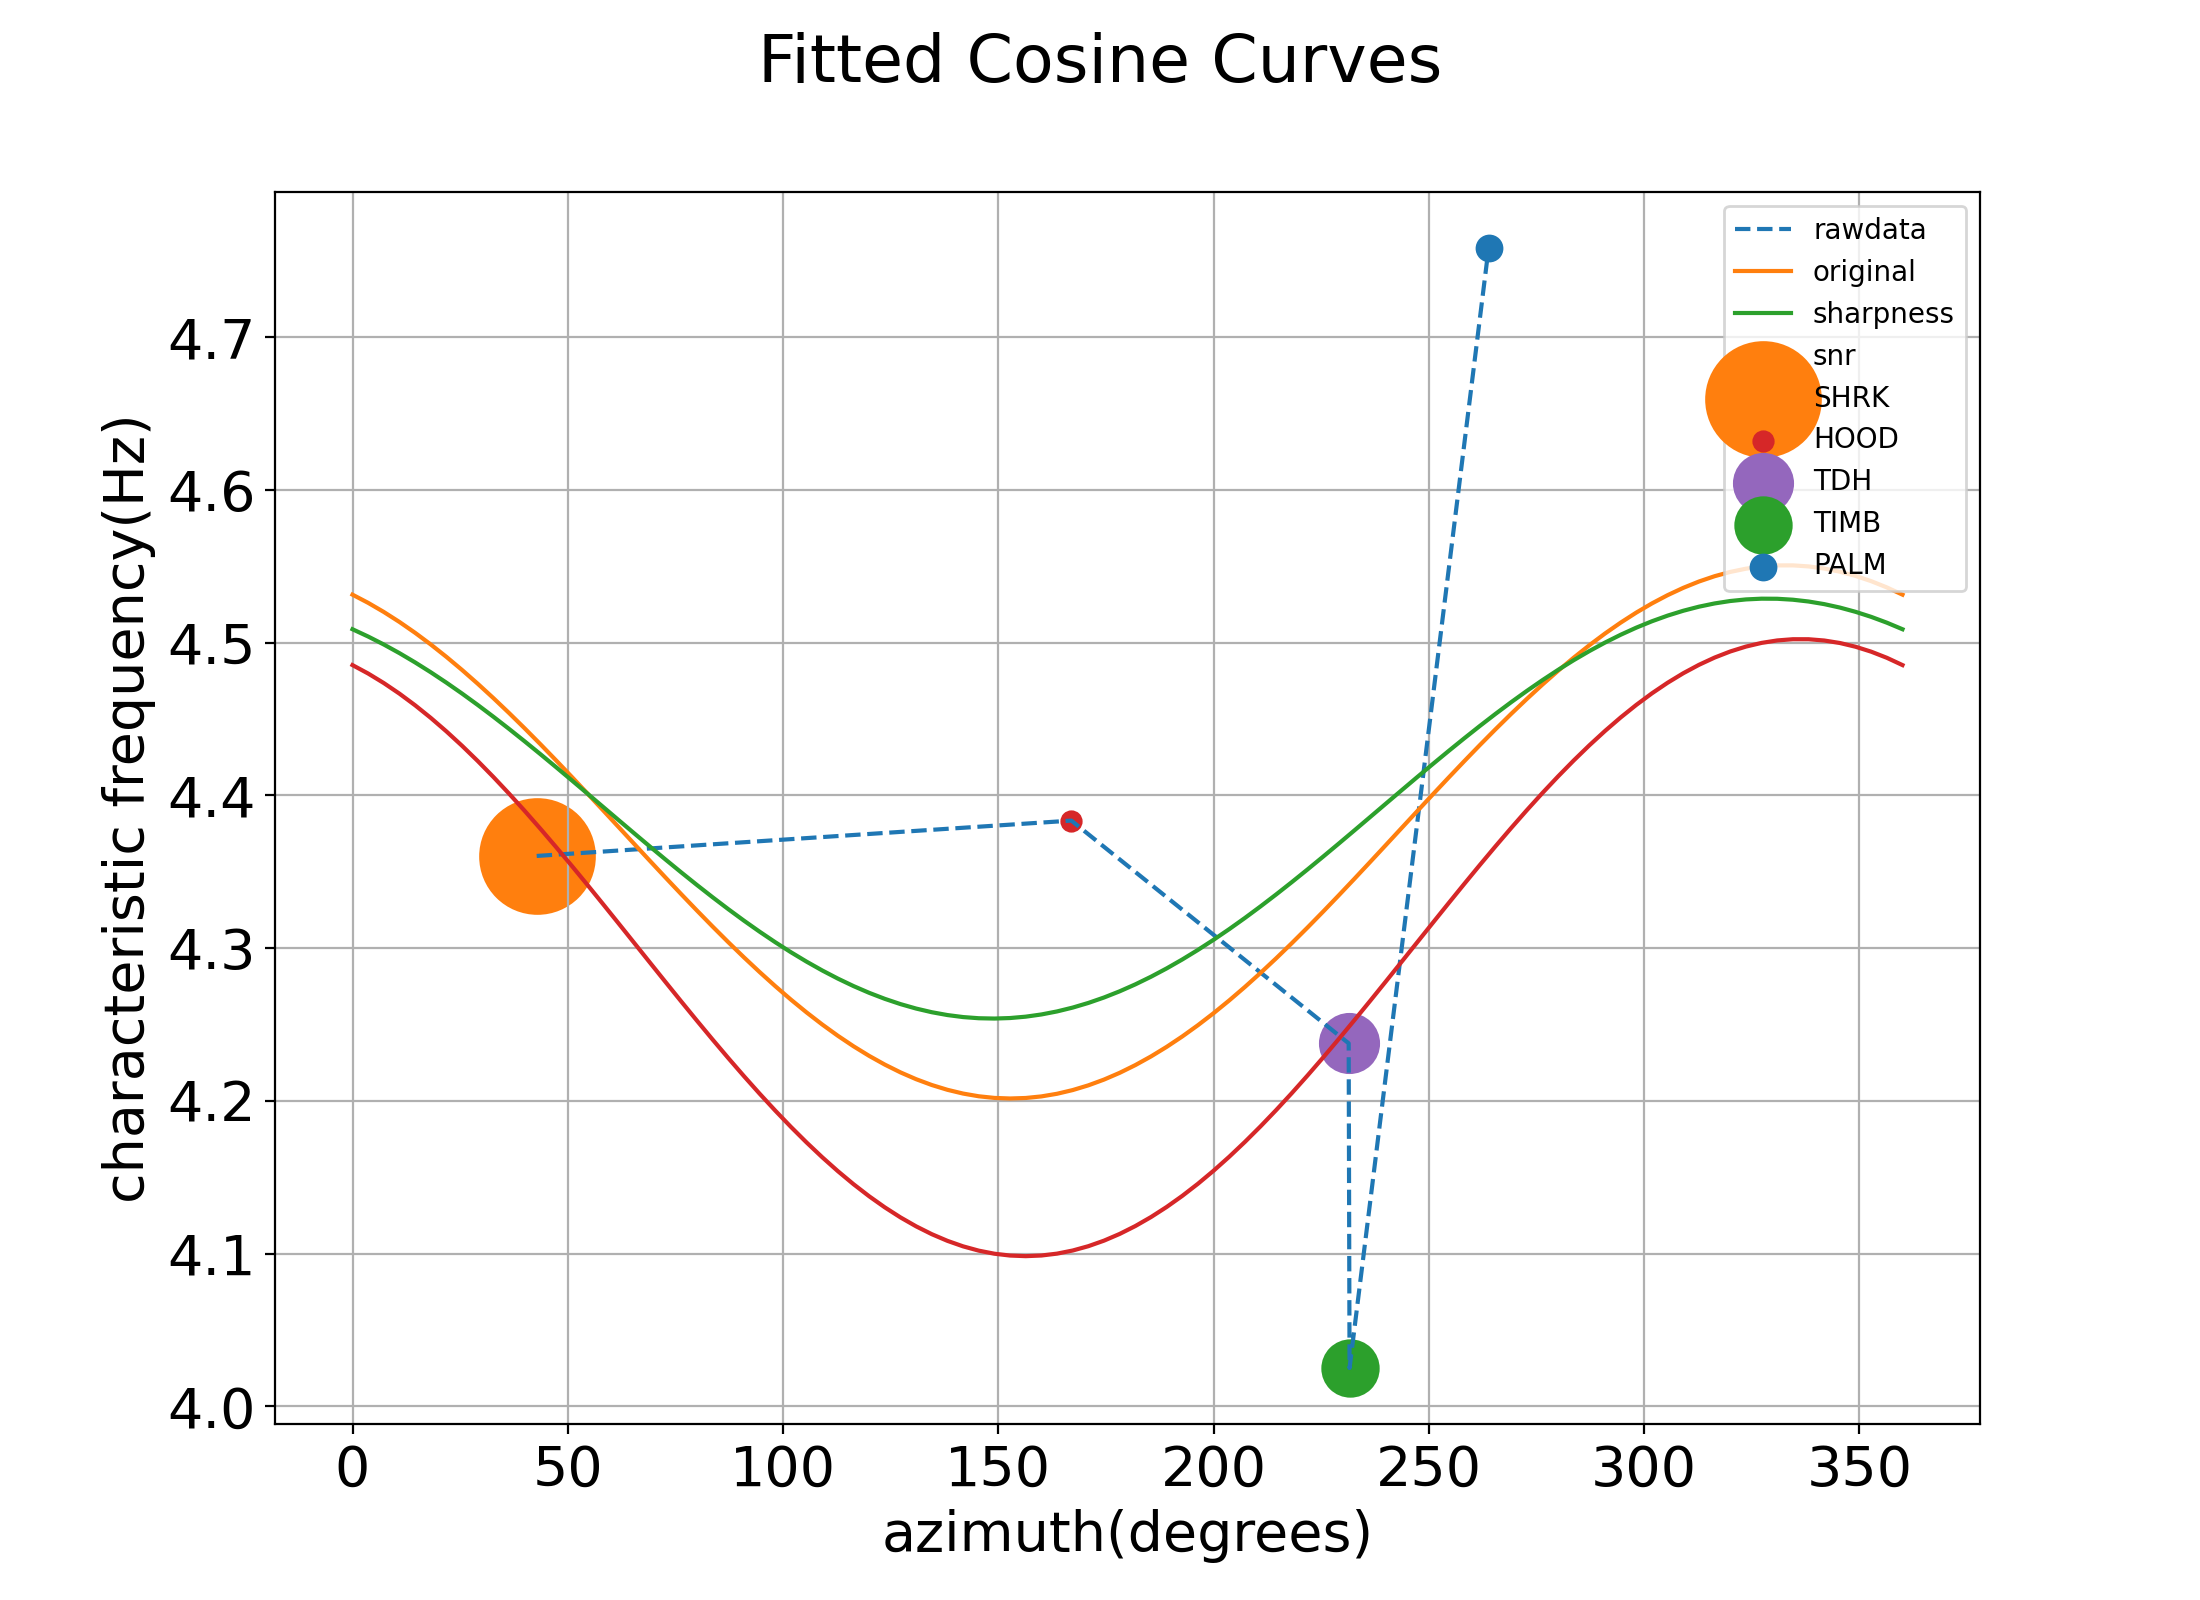 Fitted Cosine Curves
rawdata
original
sharpness
snr
SHRK
HOOD
TDH
TIMB
PALM
characteristic frequency(Hz)
4.7
4.6
4.5
4.4
4.3
4.2
4.1
4.0
0 50 100 150 200 250 300 350
azimuth(degrees)